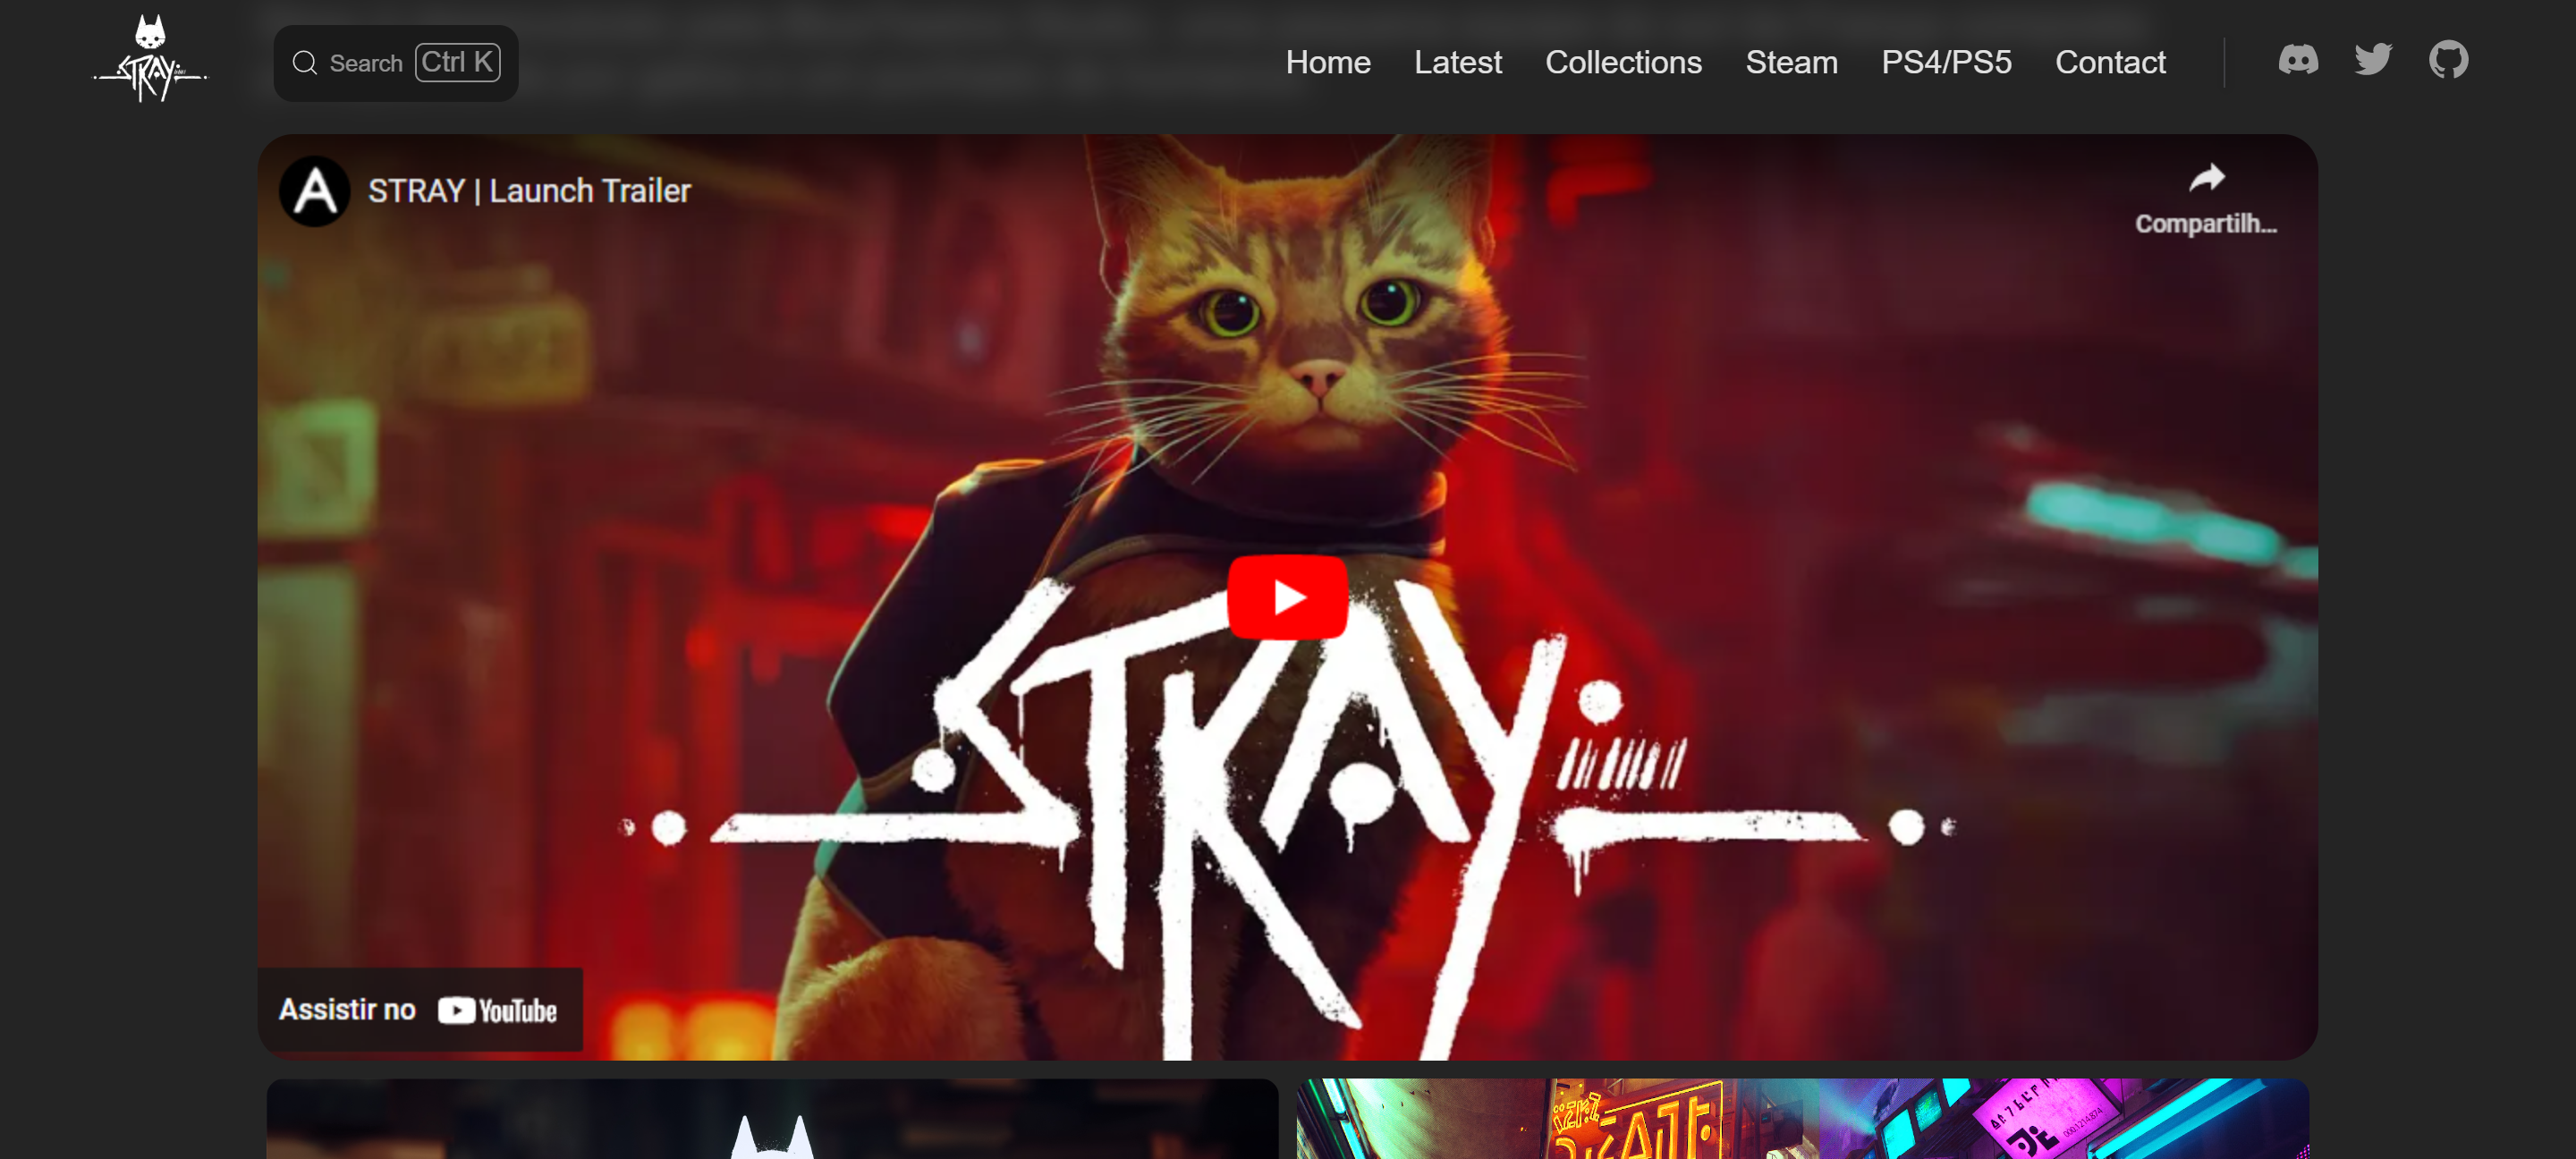 STRAY
Search Ctrl K
Home Latest Collections Steam PS4/PS5 Contact
STRAY | Launch Trailer
Compartilh...
STRAY
Assistir no YouTube